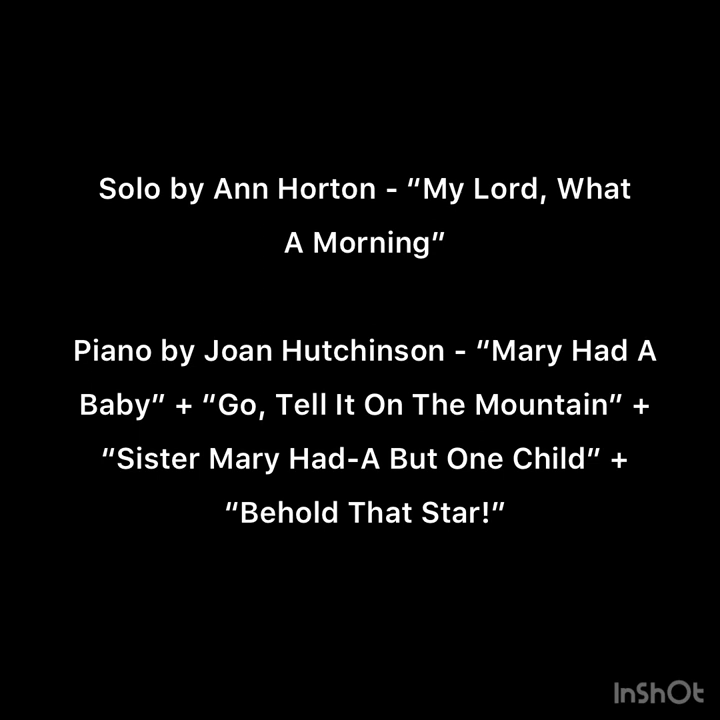 Solo by Ann Horton - “My Lord, What
A Morning”
Piano by Joan Hutchinson - “Mary Had A
Baby” + “Go, Tell It On The Mountain” +
“Sister Mary Had-A But One Child” +
“Behold That Star!”
InShOt